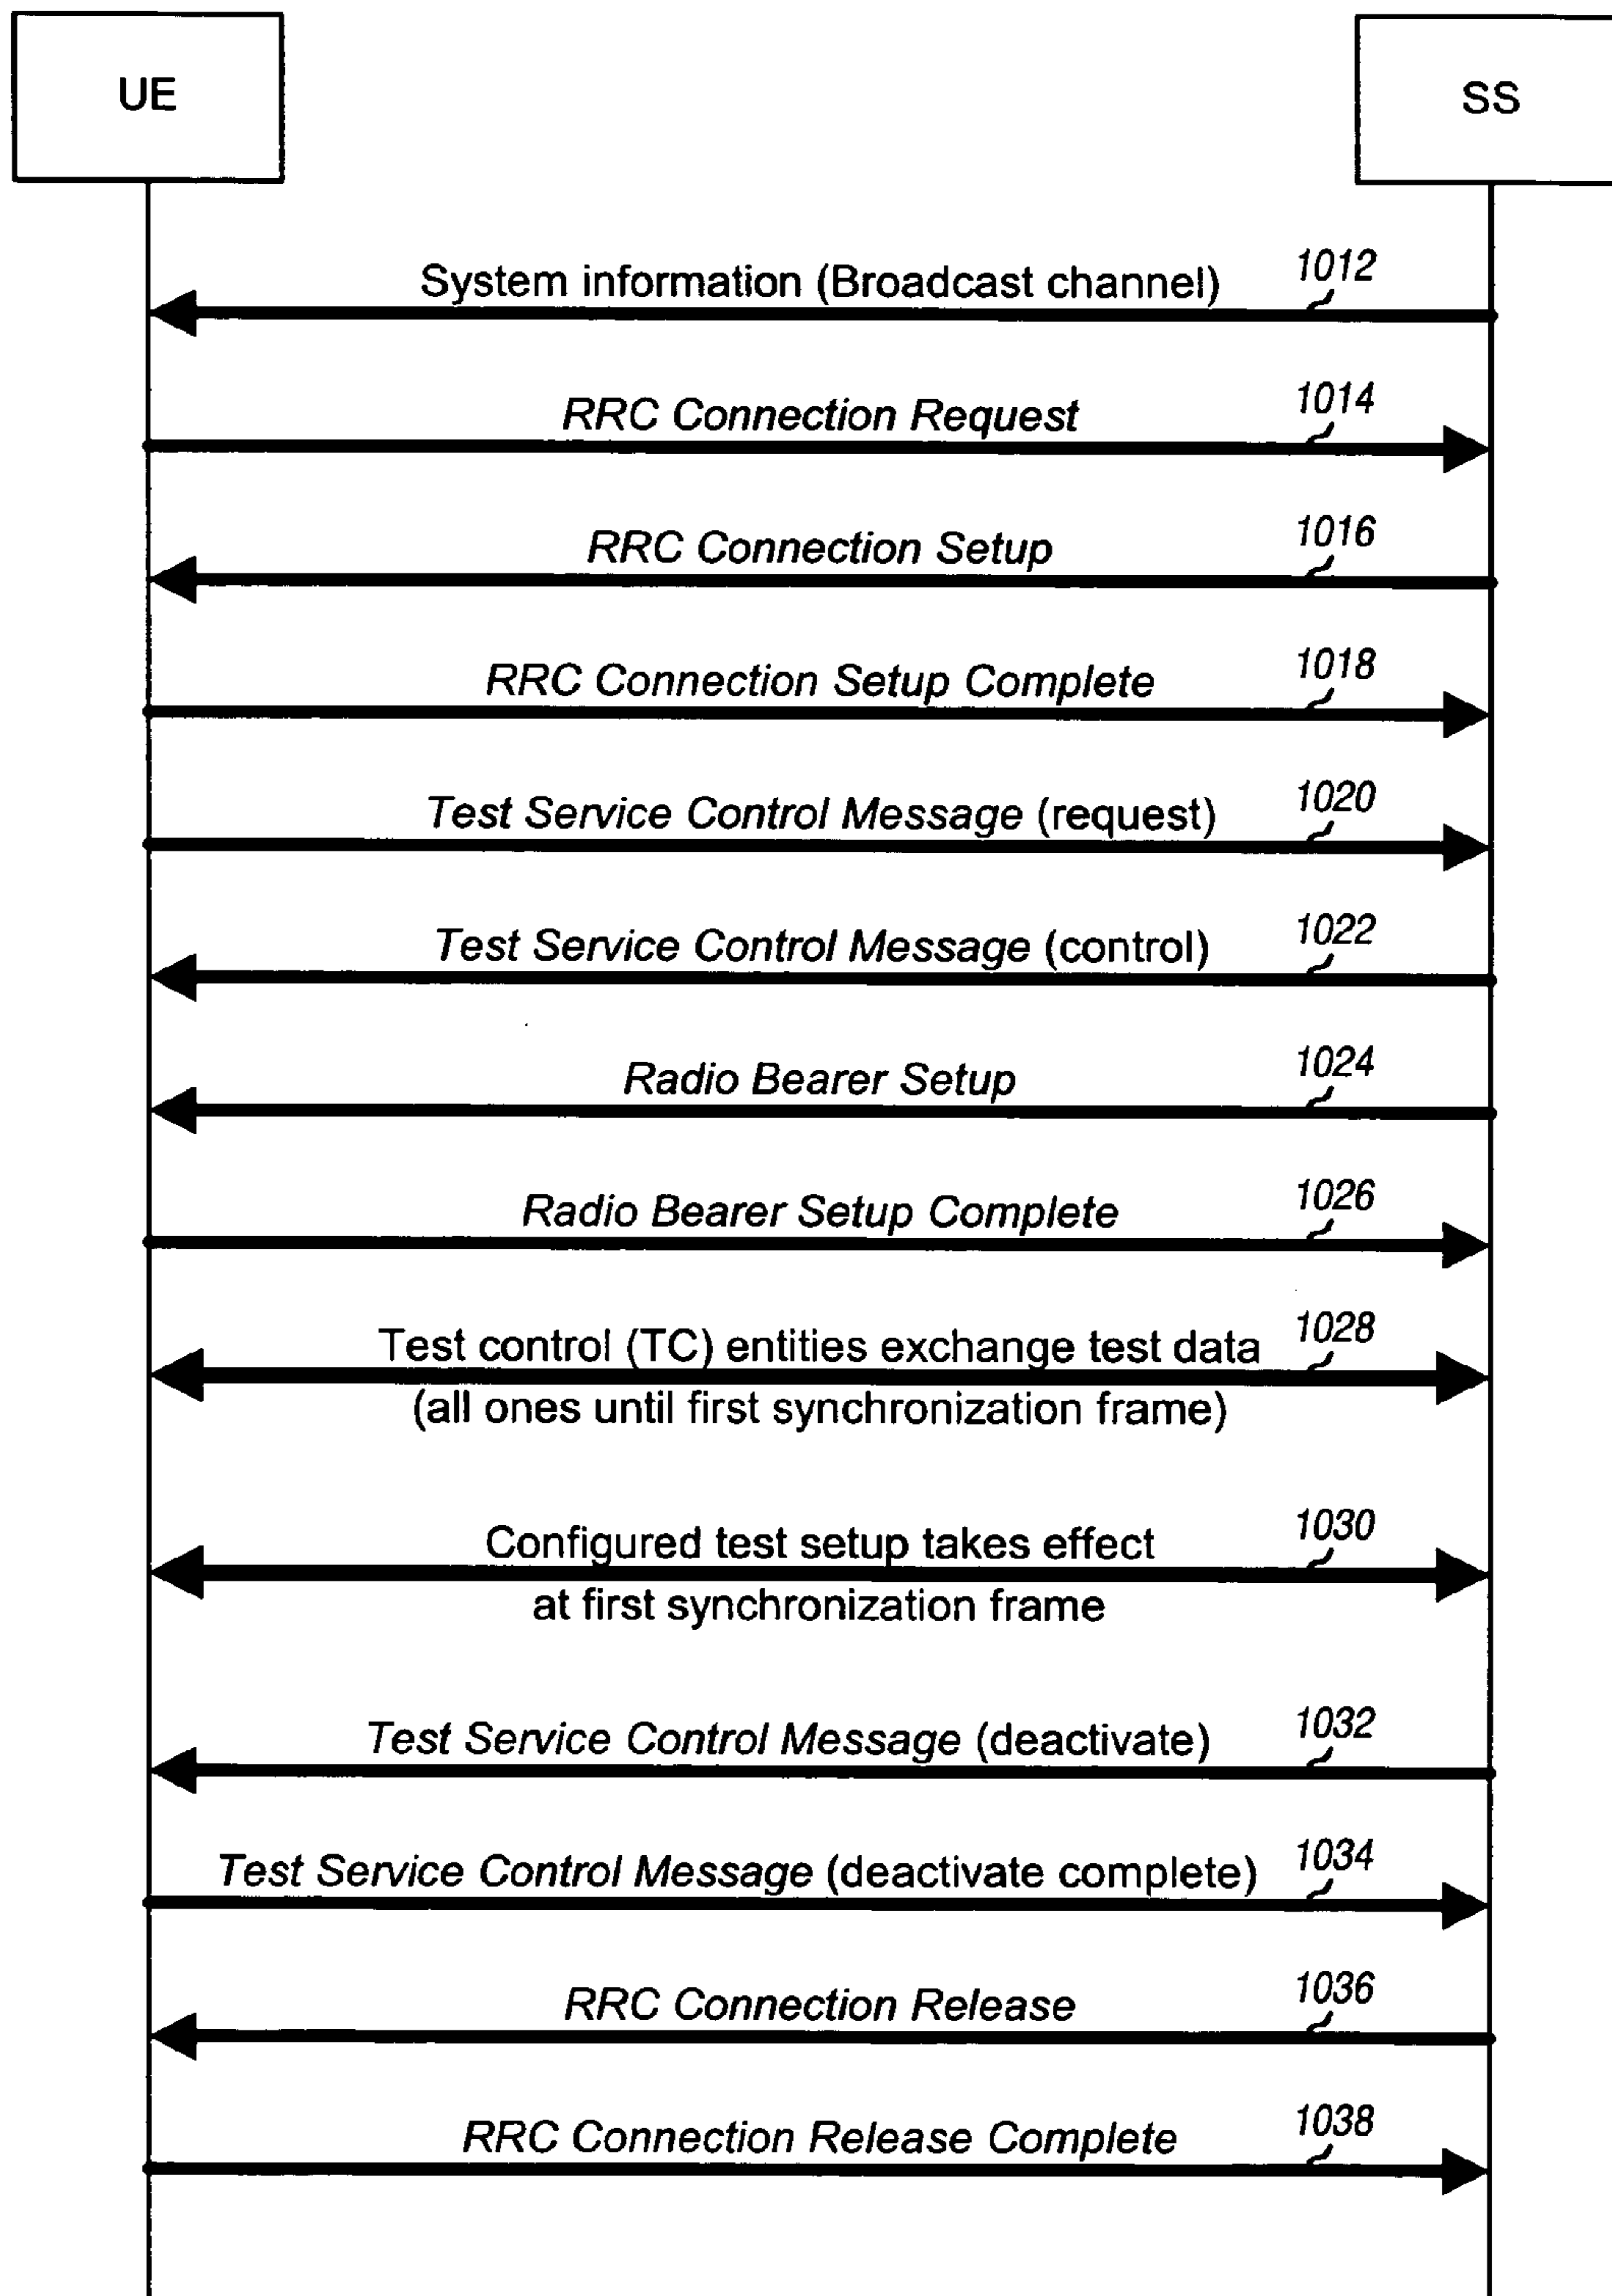 UE
SS
System information (Broadcast channel)
1012
RRC Connection Request
1014
RRC Connection Setup
1016
RRC Connection Setup Complete
1018
Test Service Control Message (request)
1020
Test Service Control Message (control)
1022
Radio Bearer Setup
1024
Radio Bearer Setup Complete
1026
Test control (TC) entities exchange test data
1028
(all ones until first synchronization frame)
Configured test setup takes effect
1030
at first synchronization frame
Test Service Control Message (deactivate)
1032
Test Service Control Message (deactivate complete)
1034
RRC Connection Release
1036
RRC Connection Release Complete
1038